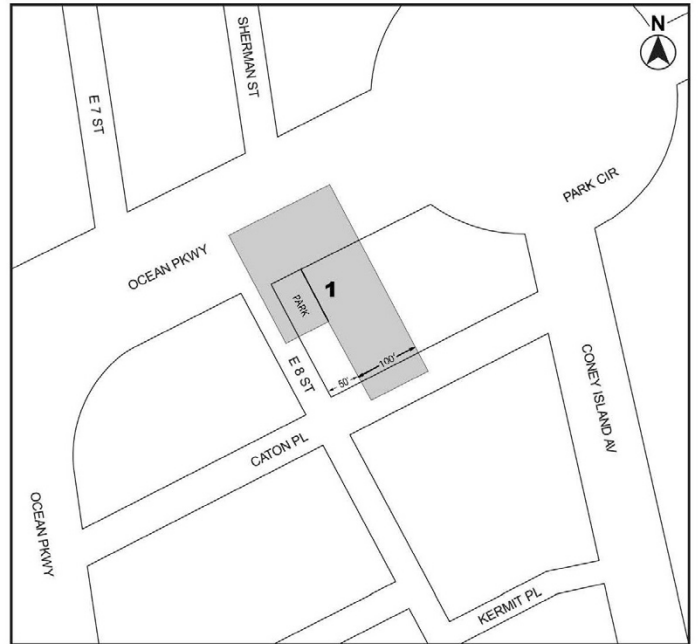 N
SHERMAN ST
E 7 ST
PARK CIR
OCEAN PKWY
1
PARK
E 8 ST
50'
100'
CONEY ISLAND AV
CATON PL
OCEAN PKWY
KERMIT PL